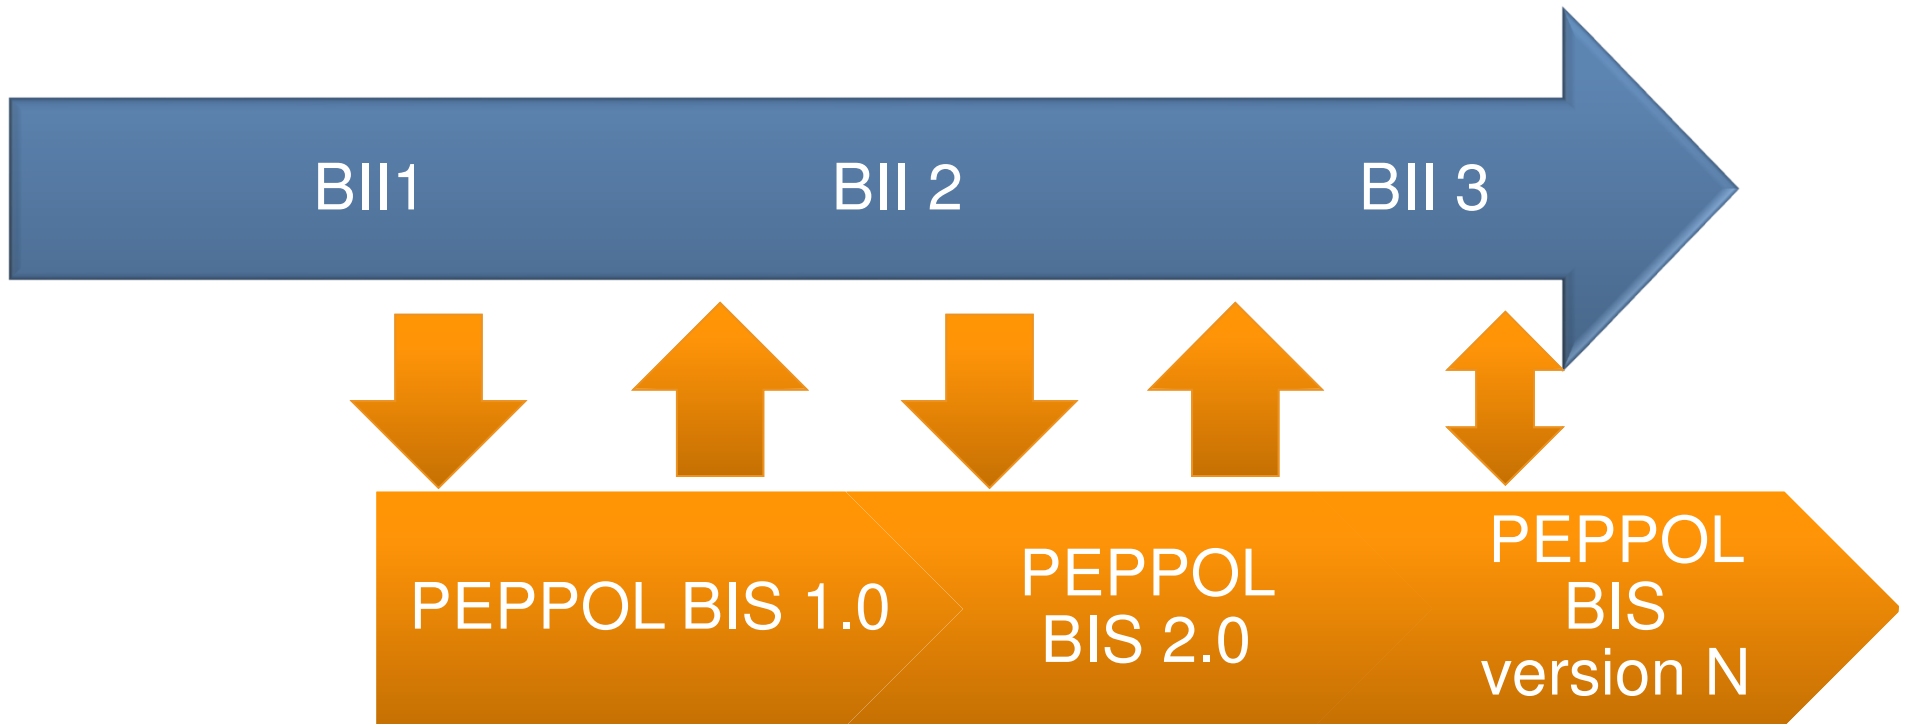 BII1
BII 2
BII 3
PEPPOL BIS 1.0
PEPPOL
BIS 2.0
PEPPOL
BIS
version N